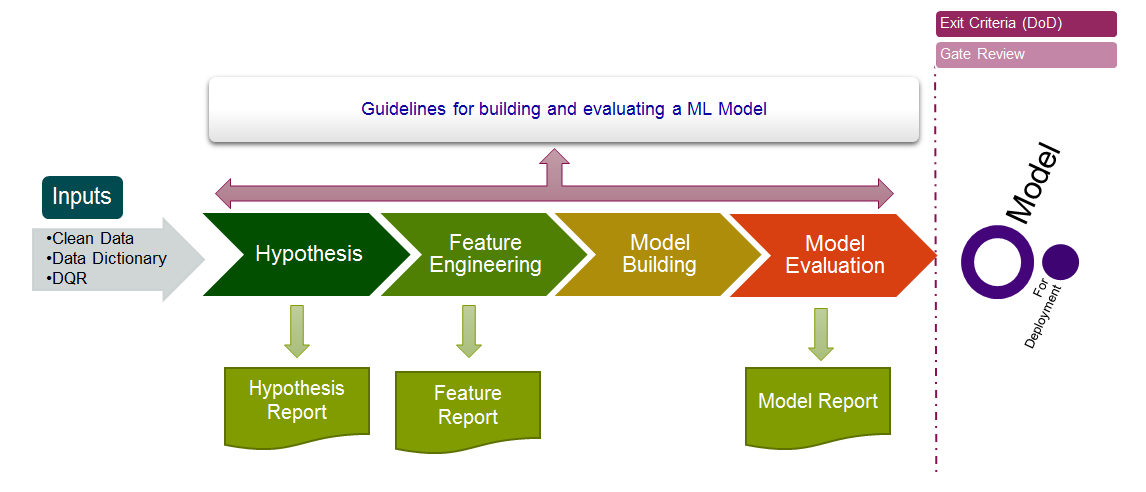 Exit Criteria (DoD)
Gate Review
Guidelines for building and evaluating a ML Model
Inputs
•Clean Data
•Data Dictionary
•DQR
Hypothesis
Feature
Engineering
Model
Building
Model
Evaluation
Model
For
Deployment
Hypothesis
Report
Feature
Report
Model Report